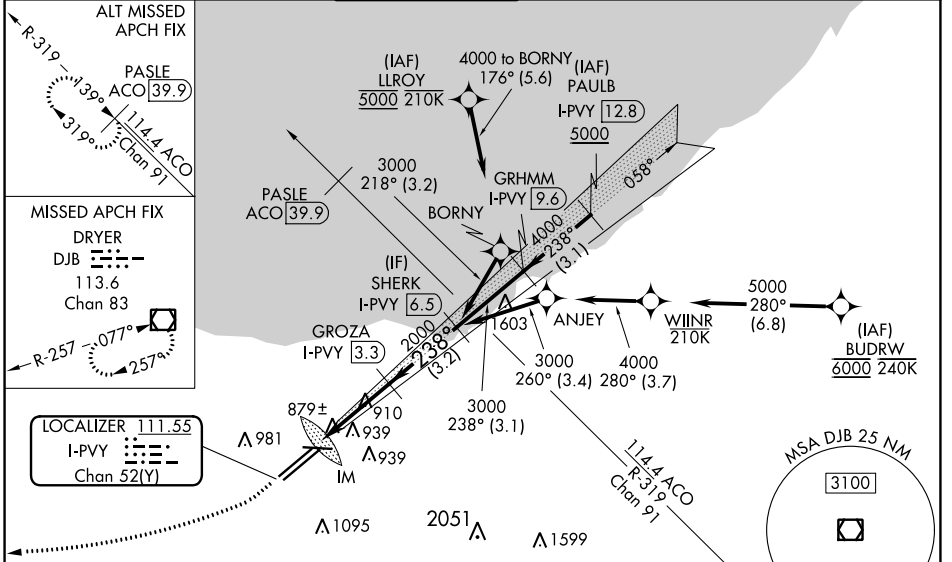 ALT MISSED
APCH FIX
R-319
139°
319°
PASLE
ACO 39.9
114.4 ACO
Chan 91
MISSED APCH FIX
DRYER
DJB
113.6
Chan 83
R-257
077°
257°
LOCALIZER 111.55
I-PVY
Chan 52(Y)
(IAF)
LLROY
5000 210K
4000 to BORNY
176° (5.6)
(IAF)
PAULB
I-PVY 12.8
5000
058°
3000
218° (3.2)
GRHMM
I-PVY 9.6
PASLE
ACO 39.9
BORNY
4000
238°
(3.1)
(IF)
SHERK
I-PVY 6.5
1603
ANJEY
WIINR
210K
5000
280°
(6.8)
(IAF)
BUDRW
6000 240K
GROZA
I-PVY 3.3
2000
238°
(3.2)
3000
260° (3.4)
4000
280° (3.7)
3000
238° (3.1)
879±
910
939
939
981
IM
114.4 ACO
R-319
Chan 91
MSA DJB 25 NM
3100
1095
2051
1599